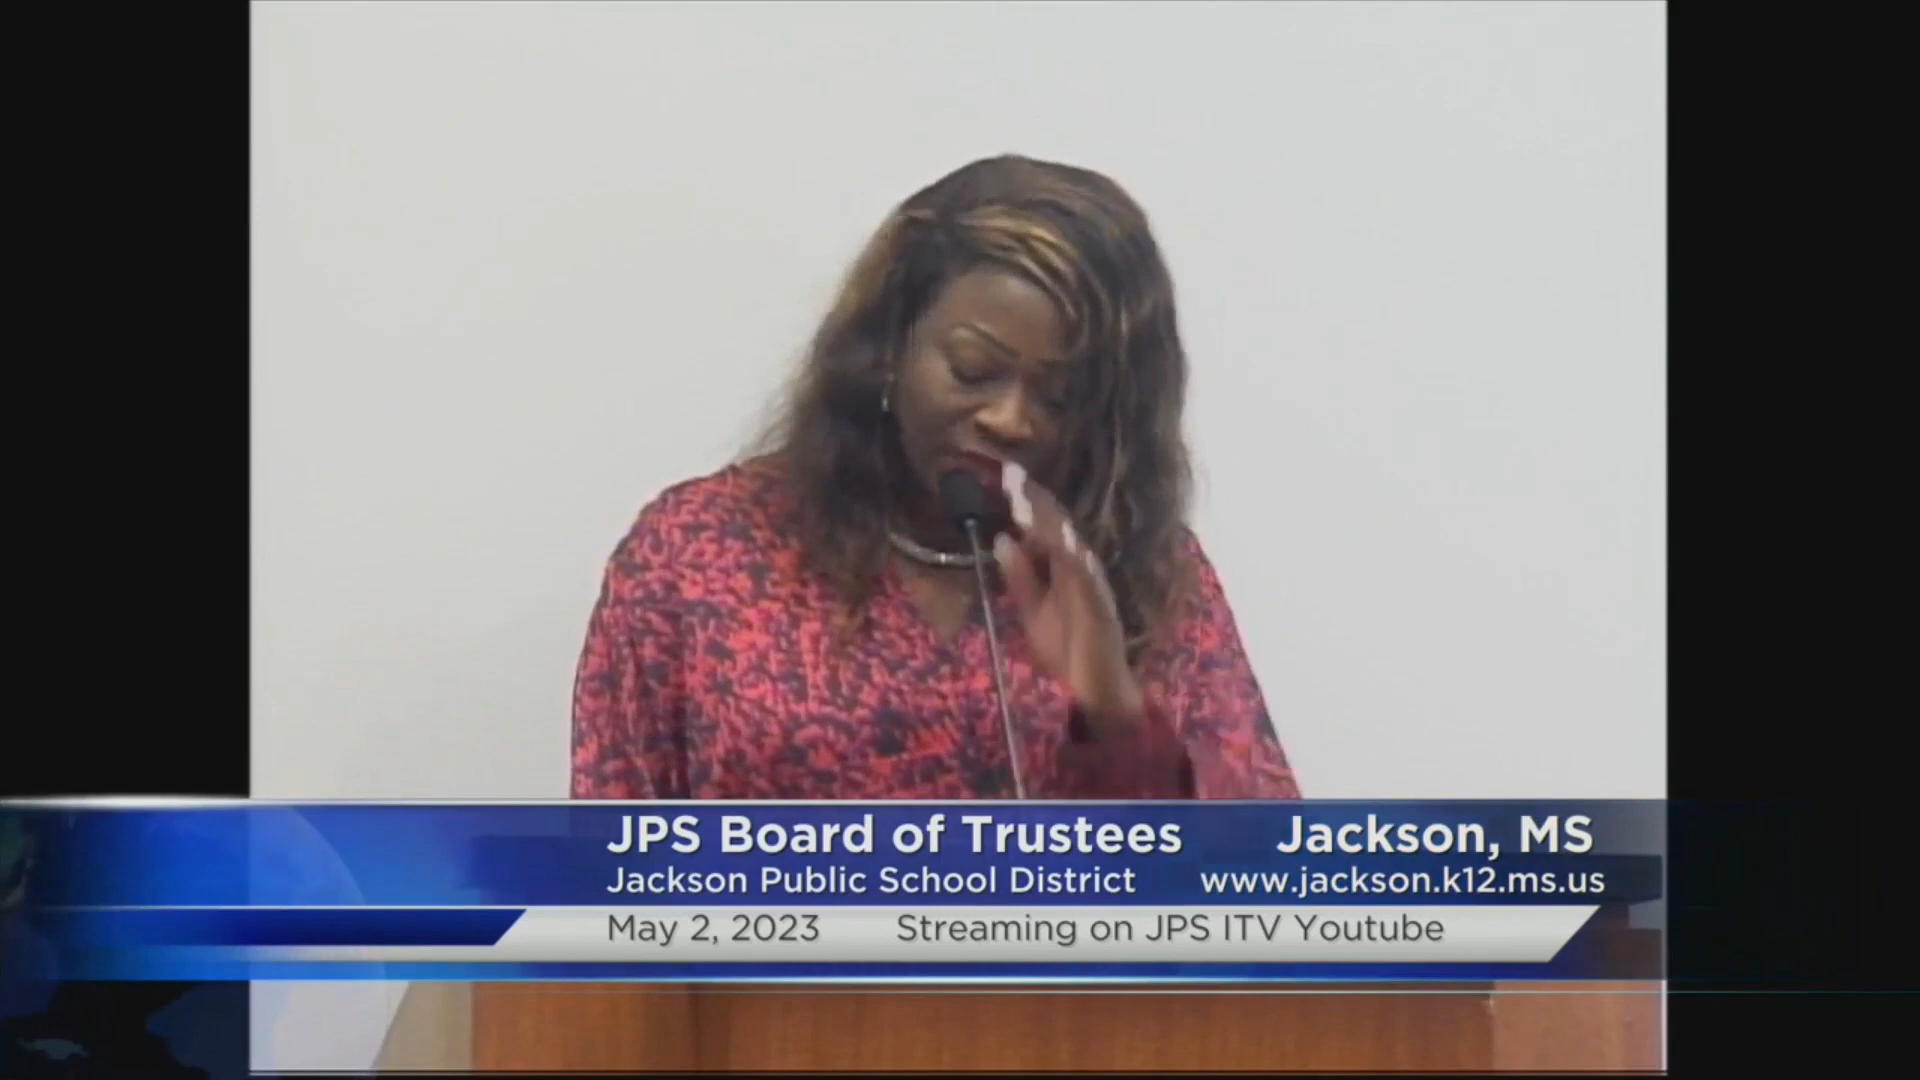 JPS Board of Trustees Jackson, MS
Jackson Public School District www.jackson.k12.ms.us
May 2, 2023 Streaming on JPS ITV Youtube